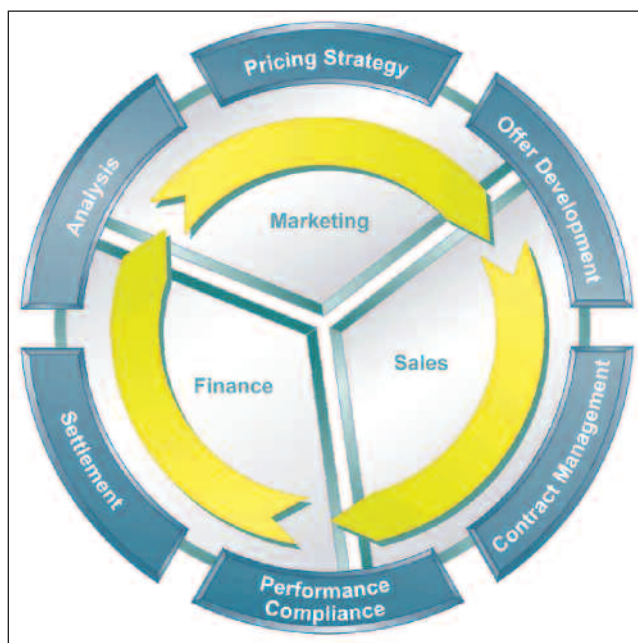 Pricing Strategy
Offer Development
Contract Management
Performance
Compliance
Settlement
Analysis
Marketing
Sales
Finance